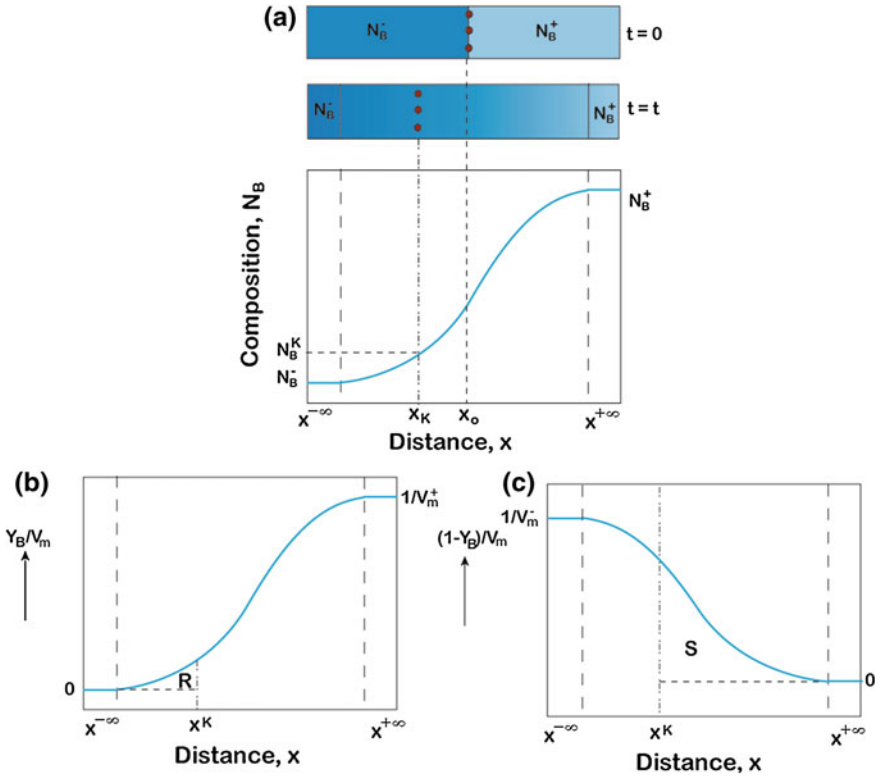 (a)
N_B^- N_B^+ t = 0
N_B^- N_B^+ t = t
Composition, N_B
N_B^+
N_B^K
N_B^-
x^{-∞} x_K x_o x^{+∞}
Distance, x
(b)
Y_B/V_m
1/V_m^+
R
0
x^{-∞} x^K x^{+∞}
Distance, x
(c)
1/V_m^-
(1-Y_B)/V_m
S
0
x^{-∞} x^K x^{+∞}
Distance, x